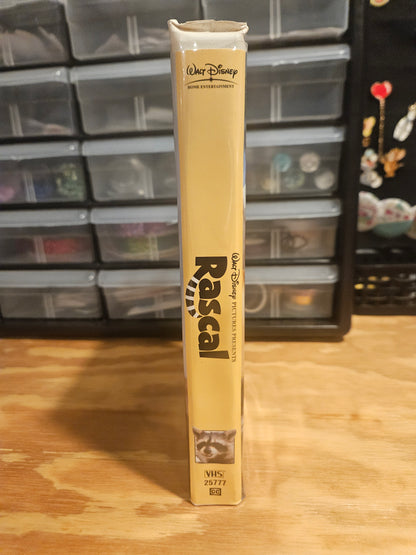 Walt Disney
HOME ENTERTAINMENT
Walt Disney PICTURES PRESENTS
Rascal
VHS
25777